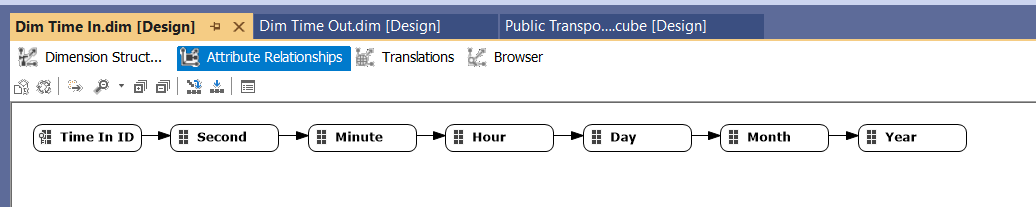 Dim Time In.dim [Design] Dim Time Out.dim [Design] Public Transpo....cube [Design]
Dimension Struct... Attribute Relationships Translations Browser
Time In ID Second Minute Hour Day Month Year